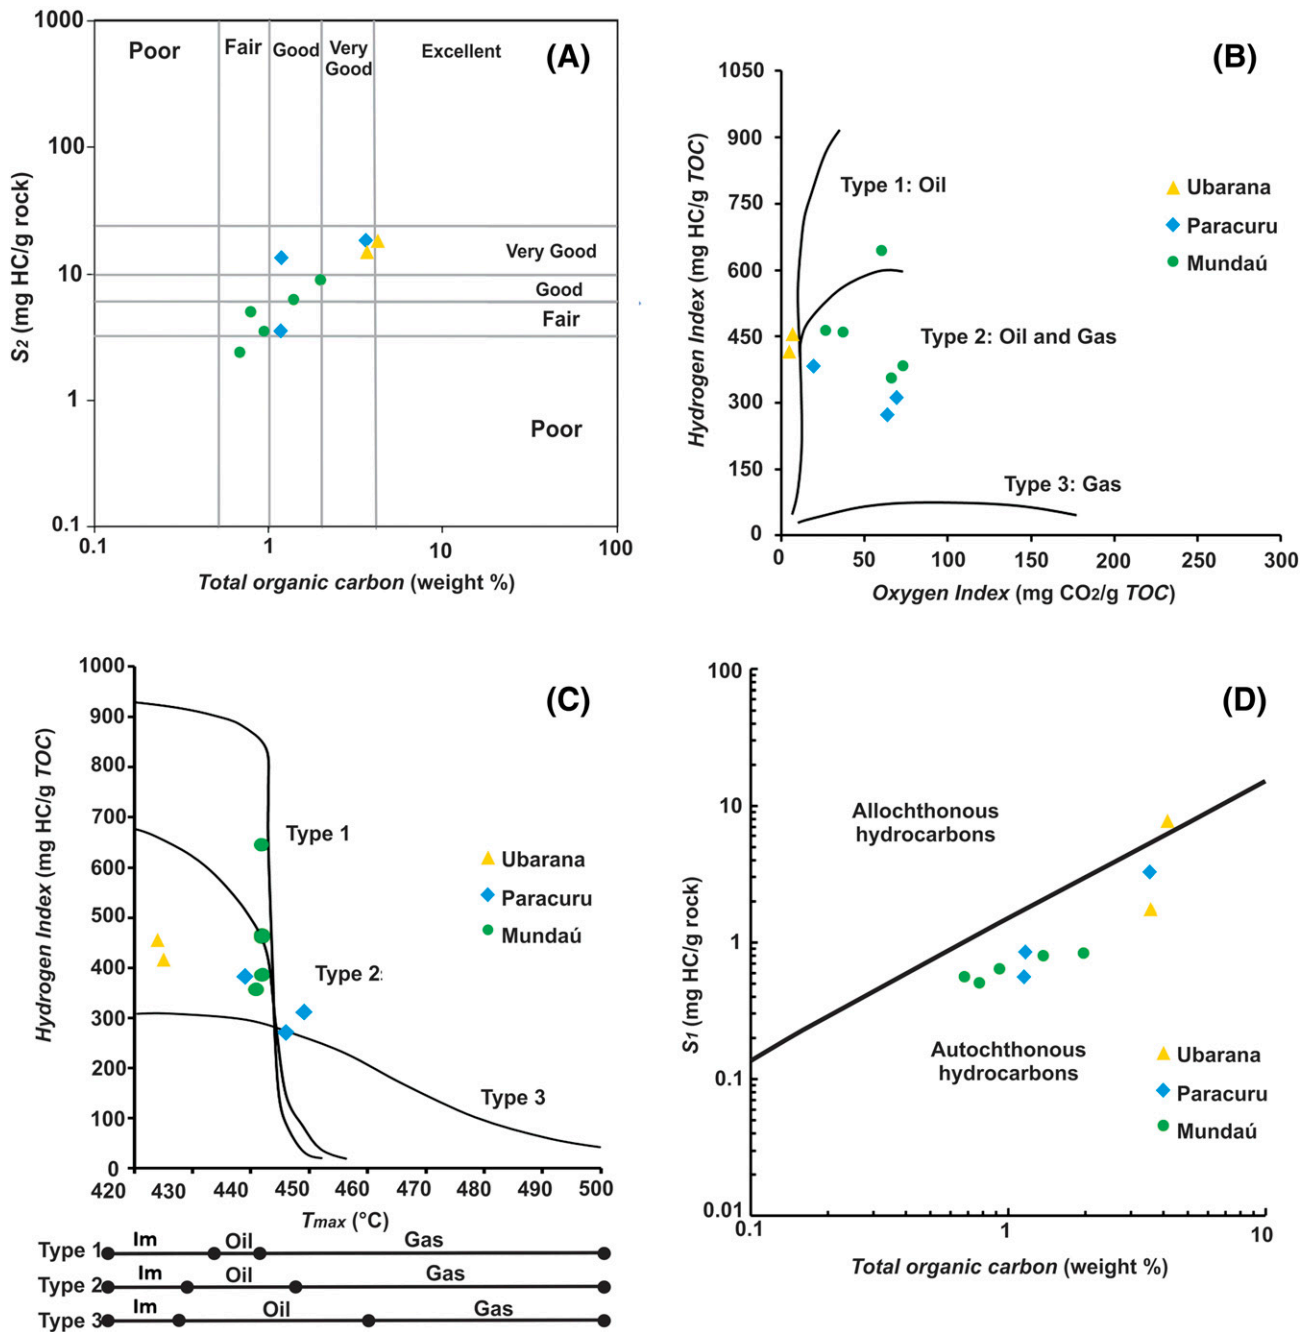 (A)
1000
100
10
1
0.1
S2 (mg HC/g rock)
Poor
Fair
Good
Very
Good
Excellent
Very Good
Good
Fair
Poor
0.1
1
10
100
Total organic carbon (weight %)
(B)
1050
900
750
600
450
300
150
0
Hydrogen Index (mg HC/g TOC)
Type 1: Oil
Type 2: Oil and Gas
Type 3: Gas
Ubarana
Paracuru
Mundaú
0 50 100 150 200 250 300
Oxygen Index (mg CO2/g TOC)
(C)
1000
900
800
700
600
500
400
300
200
100
0
Hydrogen Index (mg HC/g TOC)
Type 1
Type 2:
Type 3
Ubarana
Paracuru
Mundaú
420 430 440 450 460 470 480 490 500
Tmax (°C)
Type 1 Im Oil Gas
Type 2 Im Oil Gas
Type 3 Im Oil Gas
(D)
100
10
1
0.1
0.01
S1 (mg HC/g rock)
Allochthonous
hydrocarbons
Autochthonous
hydrocarbons
Ubarana
Paracuru
Mundaú
0.1 1 10
Total organic carbon (weight %)